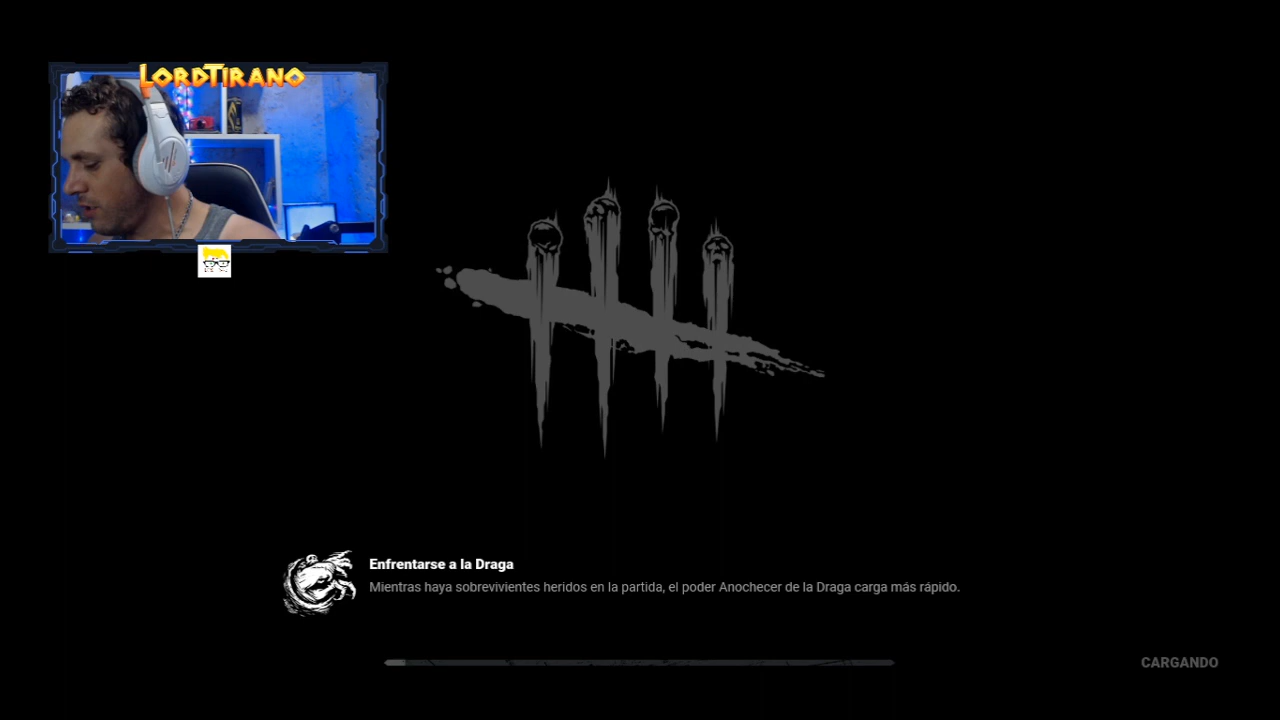 LORDTIRANO
Enfrentarse a la Draga
Mientras haya sobrevivientes heridos en la partida, el poder Anochecer de la Draga carga más rápido.
CARGANDO